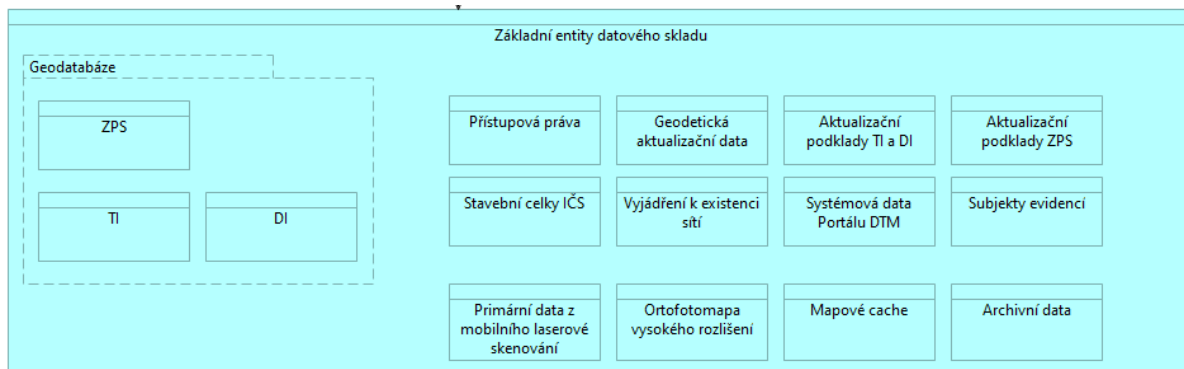 Základní entity datového skladu
Geodatabáze
ZPS
TI
DI
Přístupová práva
Geodetická
aktualizační data
Aktualizační
podklady TI a DI
Aktualizační
podklady ZPS
Stavební celky IČS
Vyjádření k existenci
sítí
Systémová data
Portálu DTM
Subjekty evidencí
Primární data z
mobilního laserové
skenování
Ortofotomapa
vysokého rozlišení
Mapové cache
Archivní data